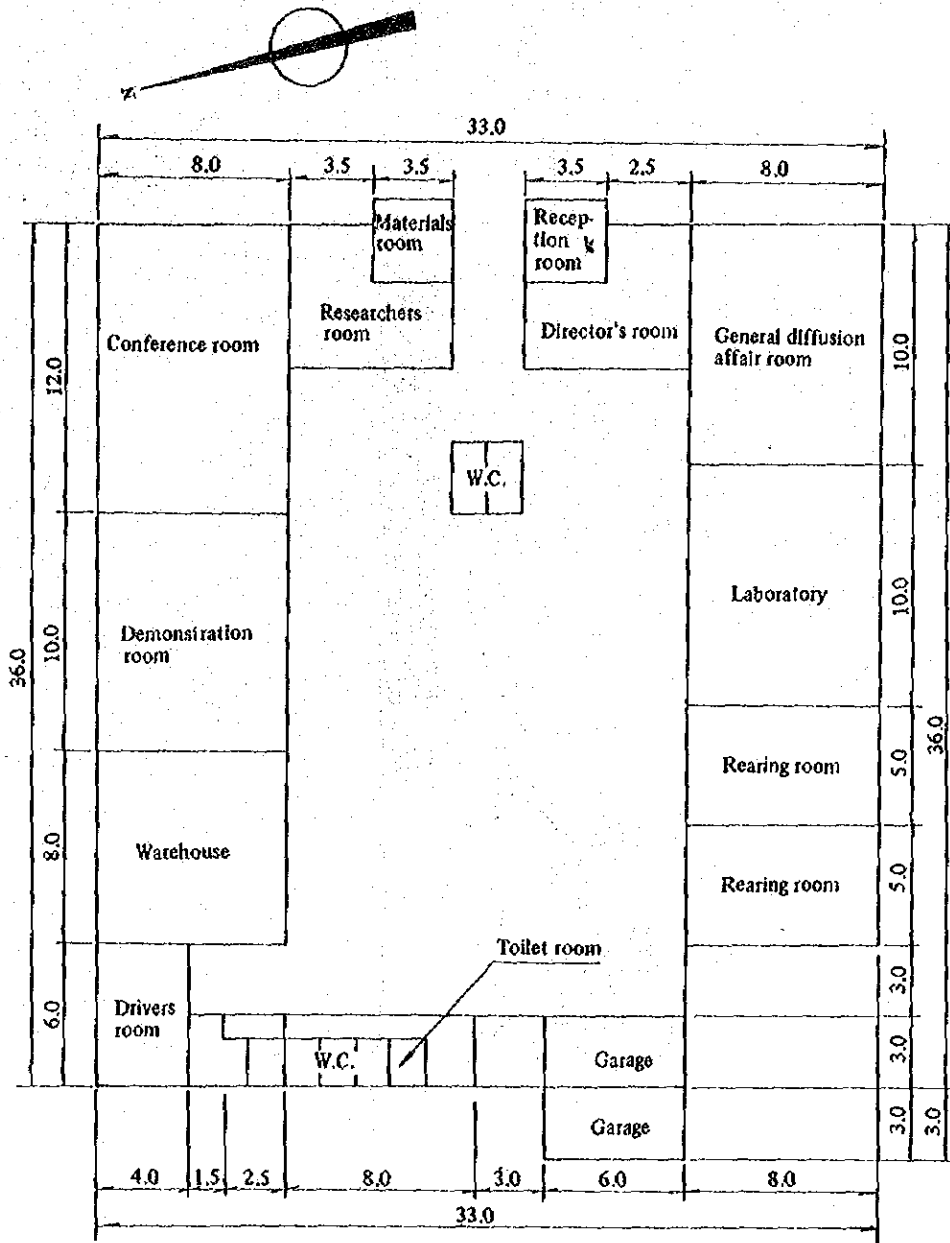 N
33.0
8.0
3.5
3.5
3.5
2.5
8.0
Materials
room
Recep-
tion
room
Researchers
room
Director's room
Conference room
General diffusion
affair room
12.0
10.0
W.C.
Laboratory
10.0
Demonstration
room
10.0
36.0
36.0
Rearing room
5.0
Warehouse
8.0
Rearing room
5.0
Toilet room
3.0
Drivers
room
6.0
W.C.
Garage
3.0
Garage
3.0
3.0
4.0
1.5
2.5
8.0
3.0
6.0
8.0
33.0